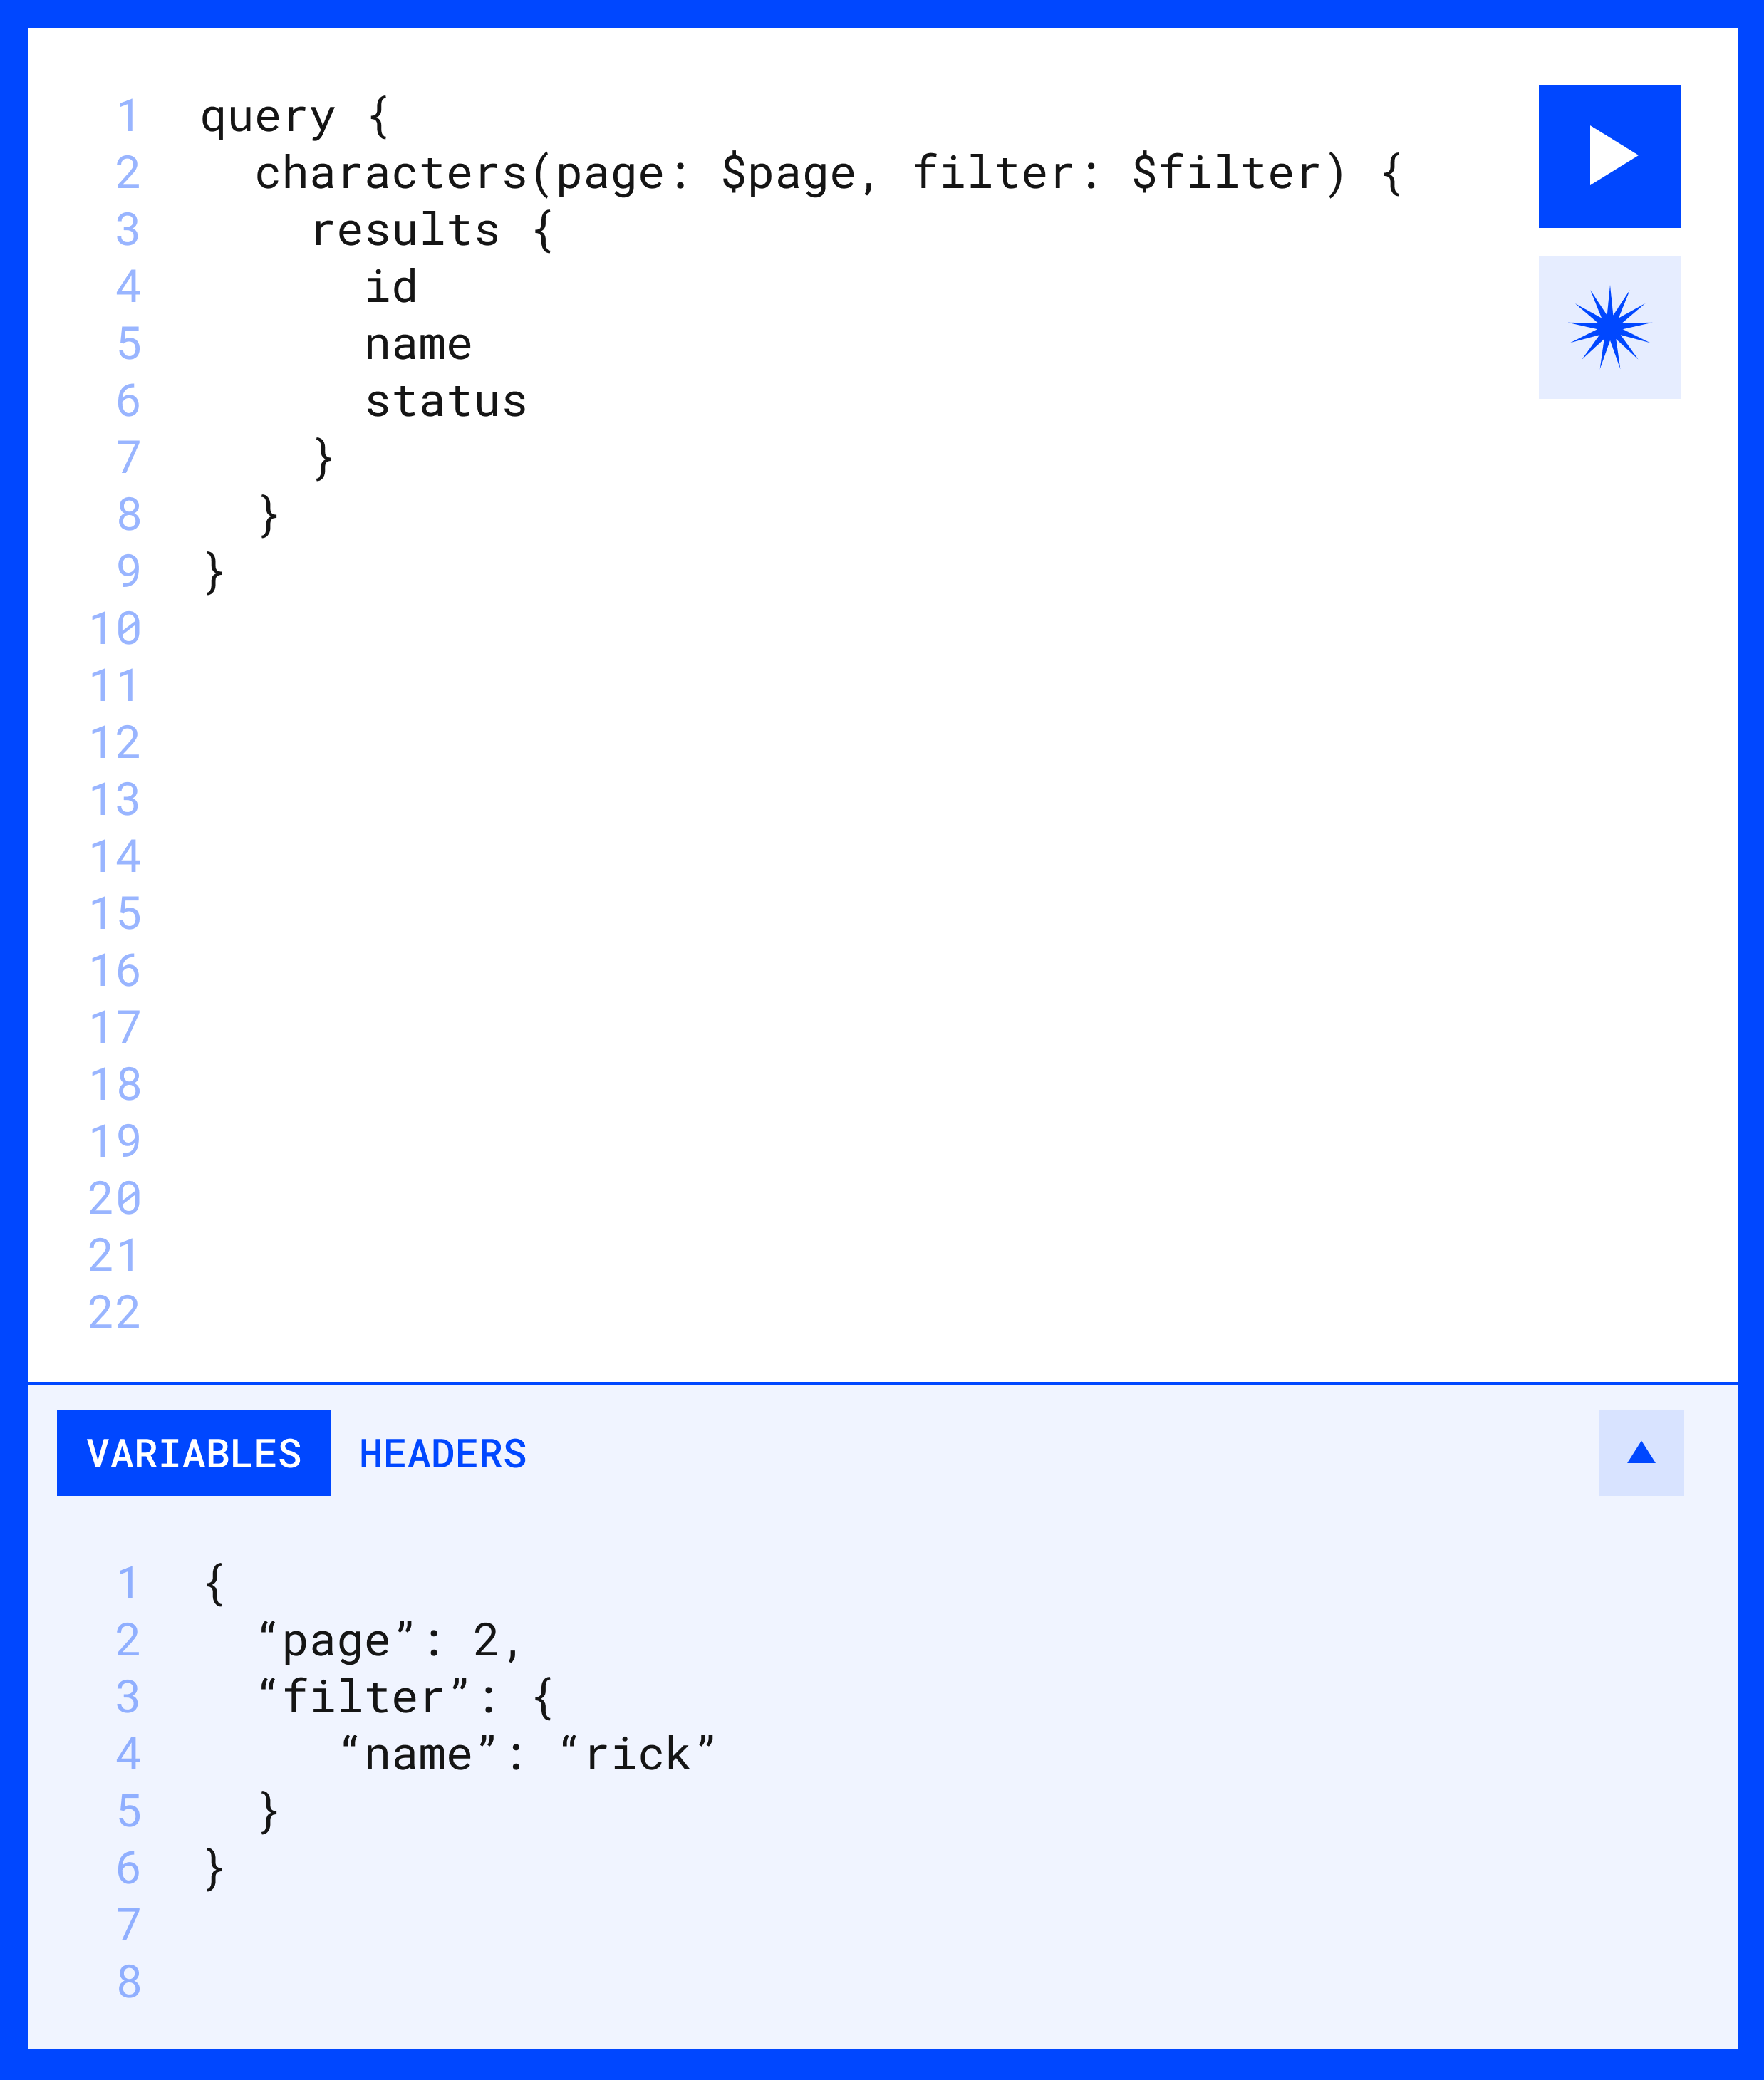 1 query {
2   characters(page: $page, filter: $filter) {
3     results {
4       id
5       name
6       status
7     }
8   }
9 }
10
11
12
13
14
15
16
17
18
19
20
21
22
VARIABLES HEADERS
1 {
2   “page”: 2,
3   “filter”: {
4      “name”: “rick”
5   }
6 }
7
8